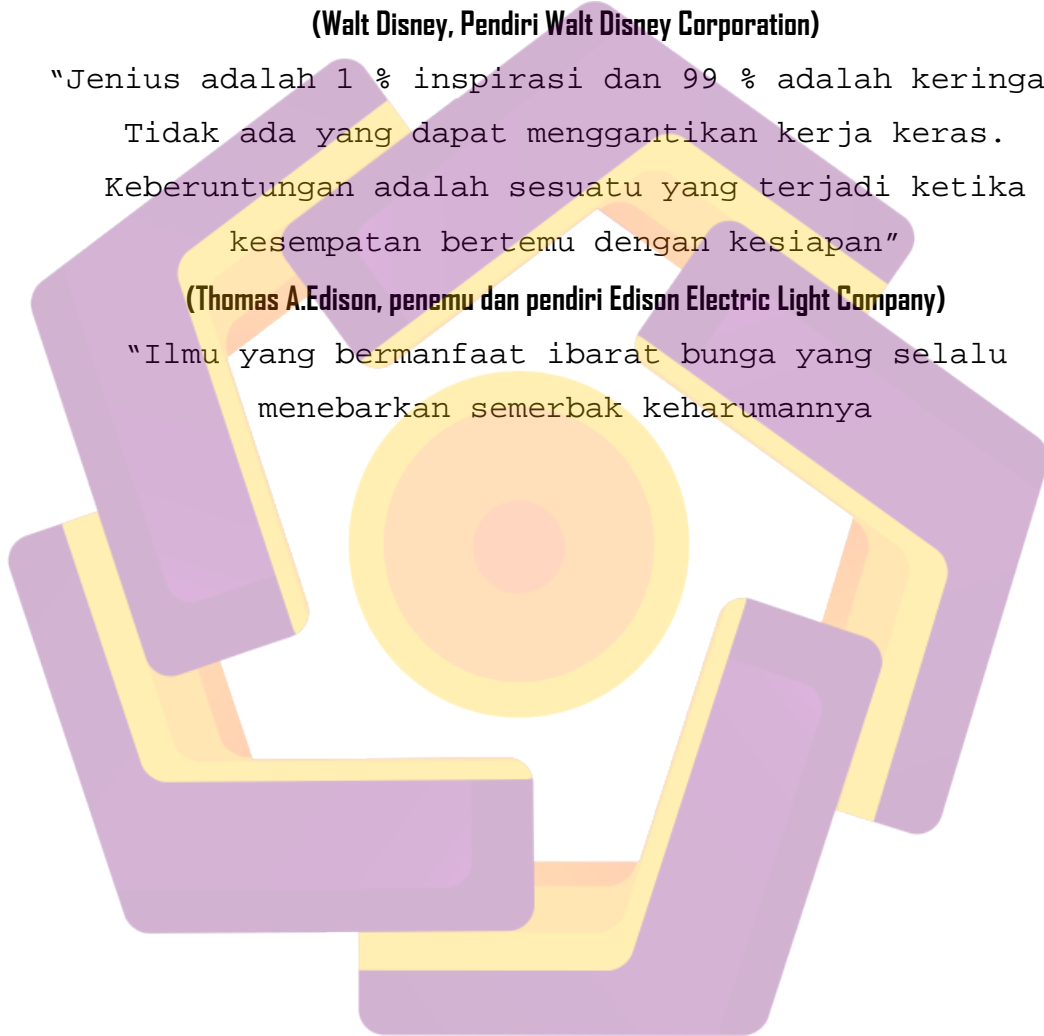 (Walt Disney, Pendiri Walt Disney Corporation)
“Jenius adalah 1 % inspirasi dan 99 % adalah keringa
Tidak ada yang dapat menggantikan kerja keras.
Keberuntungan adalah sesuatu yang terjadi ketika
kesempatan bertemu dengan kesiapan”
(Thomas A.Edison, penemu dan pendiri Edison Electric Light Company)
“Ilmu yang bermanfaat ibarat bunga yang selalu
menebarkan semerbak keharumannya